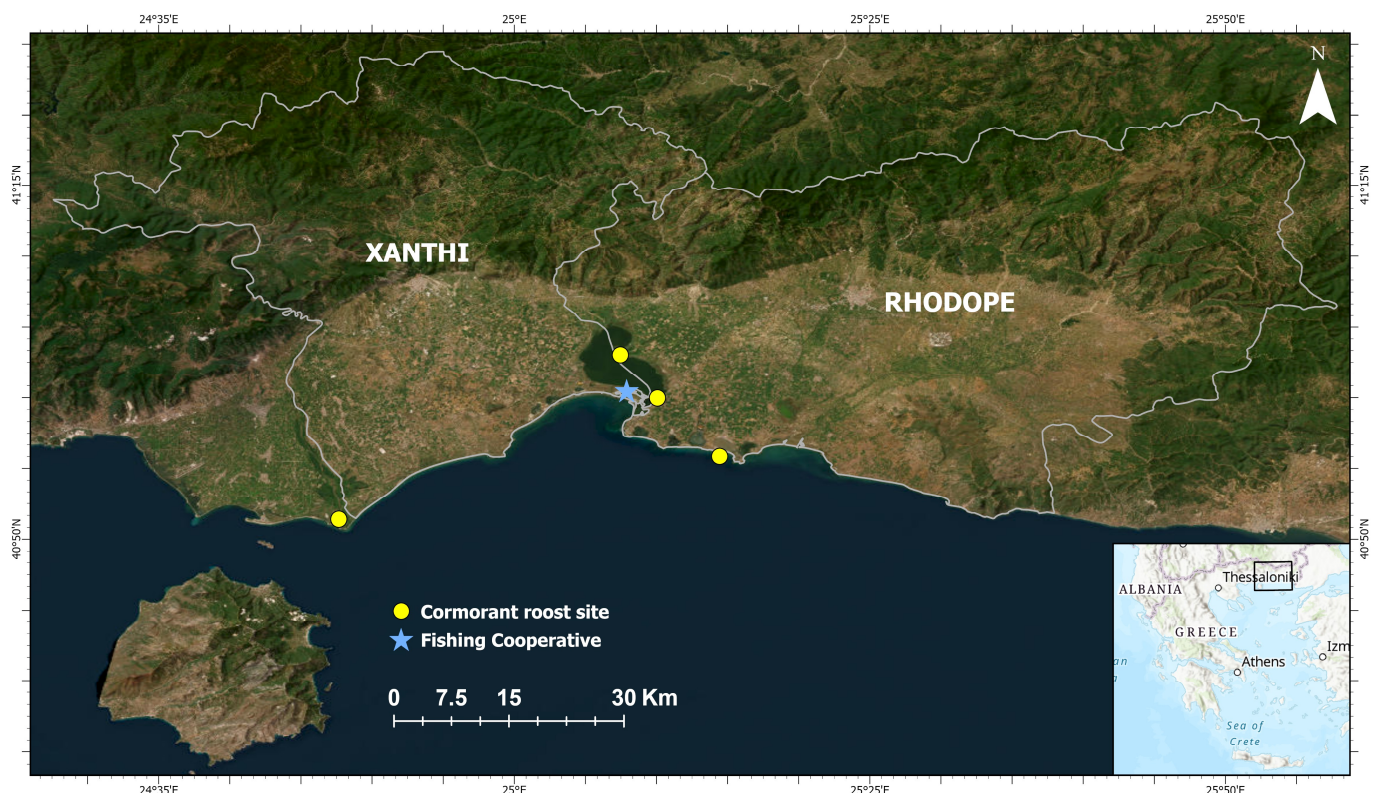 24°35'E 25°E 25°25'E 25°50'E
N
41°15'N 41°15'N
XANTHI
RHODOPE
40°50'N 40°50'N
Cormorant roost site
Fishing Cooperative
0 7.5 15 30 Km
Thessaloniki
ALBANIA
GREECE
Izm
an
Athens
a
Sea of
Crete
24°35'E 25°E 25°25'E 25°50'E